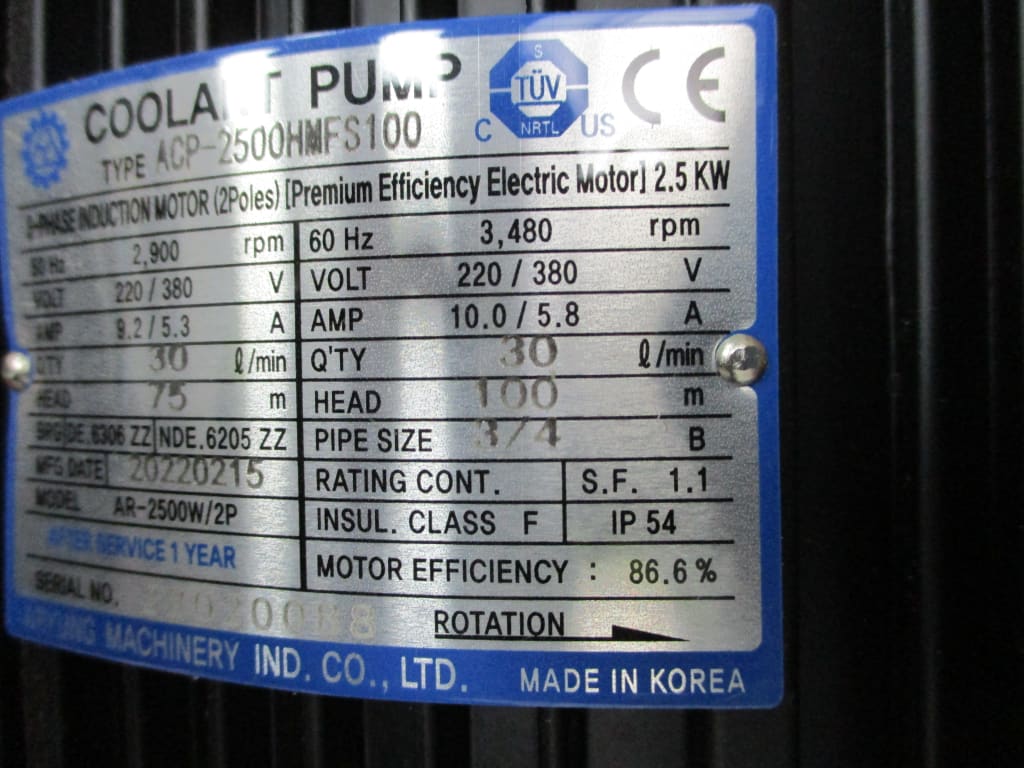 COOLANT PUMP
S
TÜV
NRTL
C US
CE
TYPE ACP-2500HMFS100
3-PHASE INDUCTION MOTOR (2Poles) [Premium Efficiency Electric Motor] 2.5 KW
50 Hz 2,900 rpm 60 Hz 3,480 rpm
VOLT 220 / 380 V VOLT 220 / 380 V
AMP 9.2 / 5.3 A AMP 10.0 / 5.8 A
Q'TY 30 ℓ/min Q'TY 30 ℓ/min
HEAD 75 m HEAD 100 m
BRG DE.6306 ZZ NDE.6205 ZZ PIPE SIZE 3/4 B
MFG DATE 20220215 RATING CONT. S.F. 1.1
MODEL AR-2500W/2P INSUL. CLASS F IP 54
AFTER SERVICE 1 YEAR MOTOR EFFICIENCY : 86.6 %
SERIAL NO. ROTATION
MACHINERY IND. CO., LTD. MADE IN KOREA